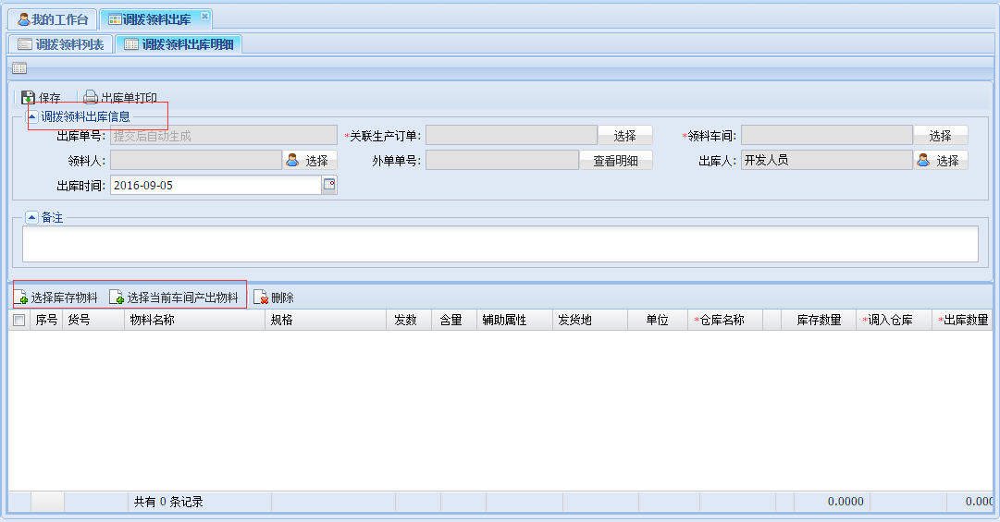 我的工作台 调拨领料出库
调拨领料列表 调拨领料出库明细
保存 出库单打印
调拨领料出库信息
出库单号: 提交后自动生成 *关联生产订单: 选择 *领料车间: 选择
领料人: 选择 外单单号: 查看明细 出库人: 开发人员 选择
出库时间: 2016-09-05
备注
选择库存物料 选择当前车间产出物料 删除
序号 货号 物料名称 规格 发数 含量 辅助属性 发货地 单位 *仓库名称 库存数量 *调入仓库 *出库数量
共有 0 条记录 0.0000 0.000